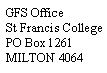 GFS Office
St Francis College
PO Box 1261
MILTON 4064